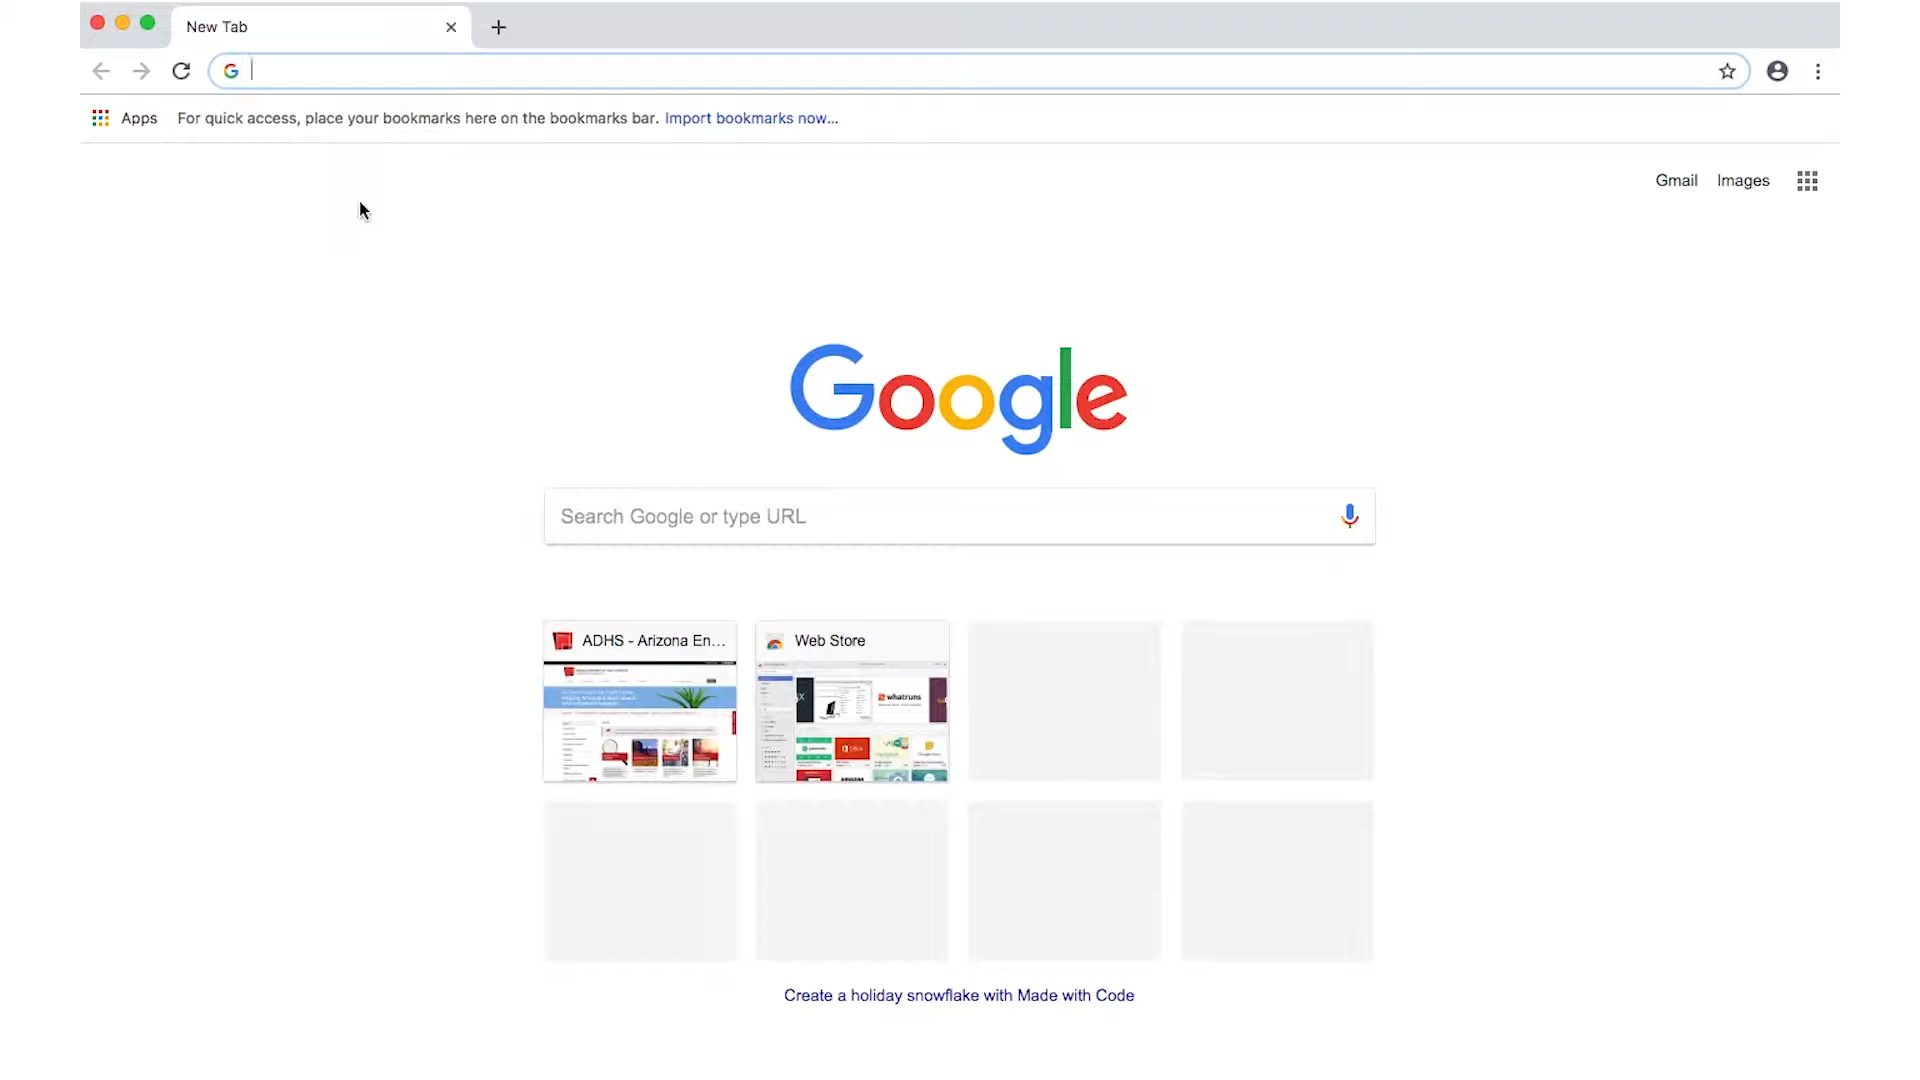 New Tab
Apps
For quick access, place your bookmarks here on the bookmarks bar. Import bookmarks now...
Gmail
Images
Google
Search Google or type URL
ADHS - Arizona En...
Web Store
whatruns
Create a holiday snowflake with Made with Code